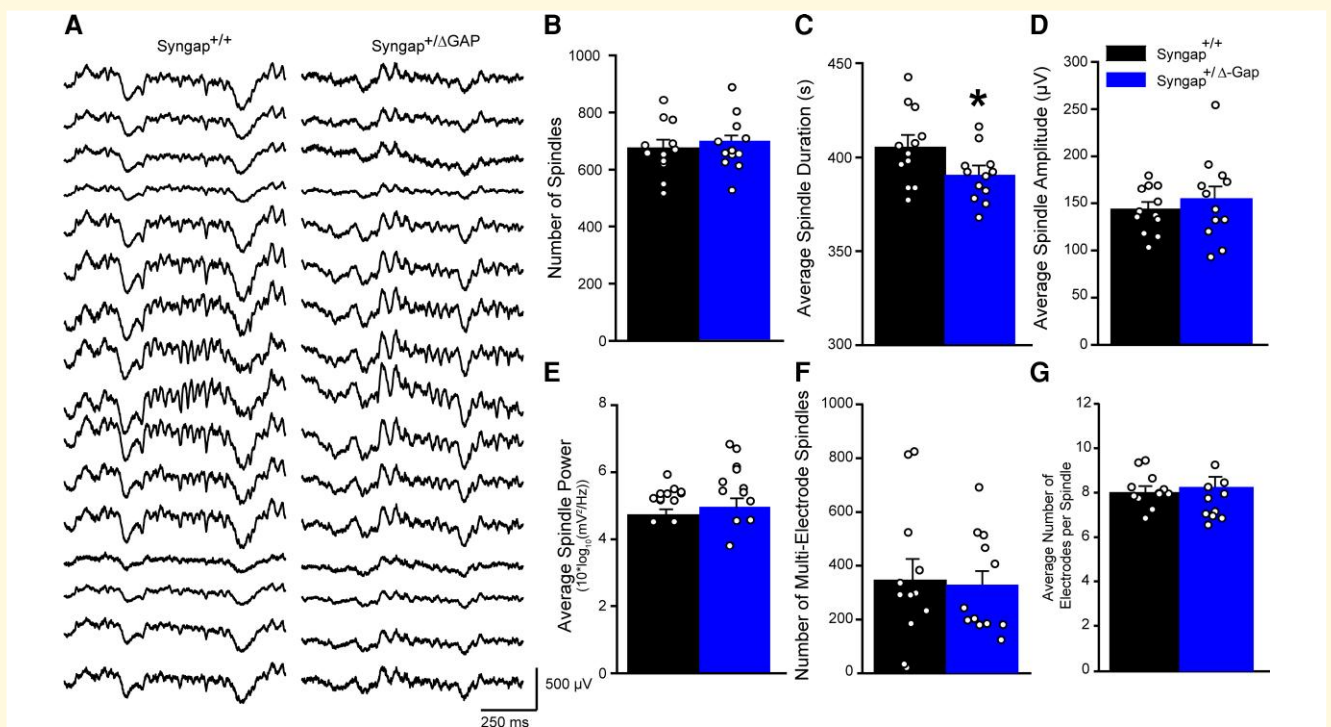 A
Syngap+/+
Syngap+/ΔGAP
500 µV
250 ms
B
Number of Spindles
1000
800
600
400
200
0
C
Average Spindle Duration (s)
450
400
350
300
*
D
Average Spindle Amplitude (µV)
Syngap+/+
Syngap+/Δ-Gap
300
250
200
150
100
50
0
E
Average Spindle Power
(10*log10(mV2/Hz))
8
6
4
2
0
F
Number of Multi-Electrode Spindles
1000
800
600
400
200
0
G
Average Number of
Electrodes per Spindle
12
10
8
6
4
2
0